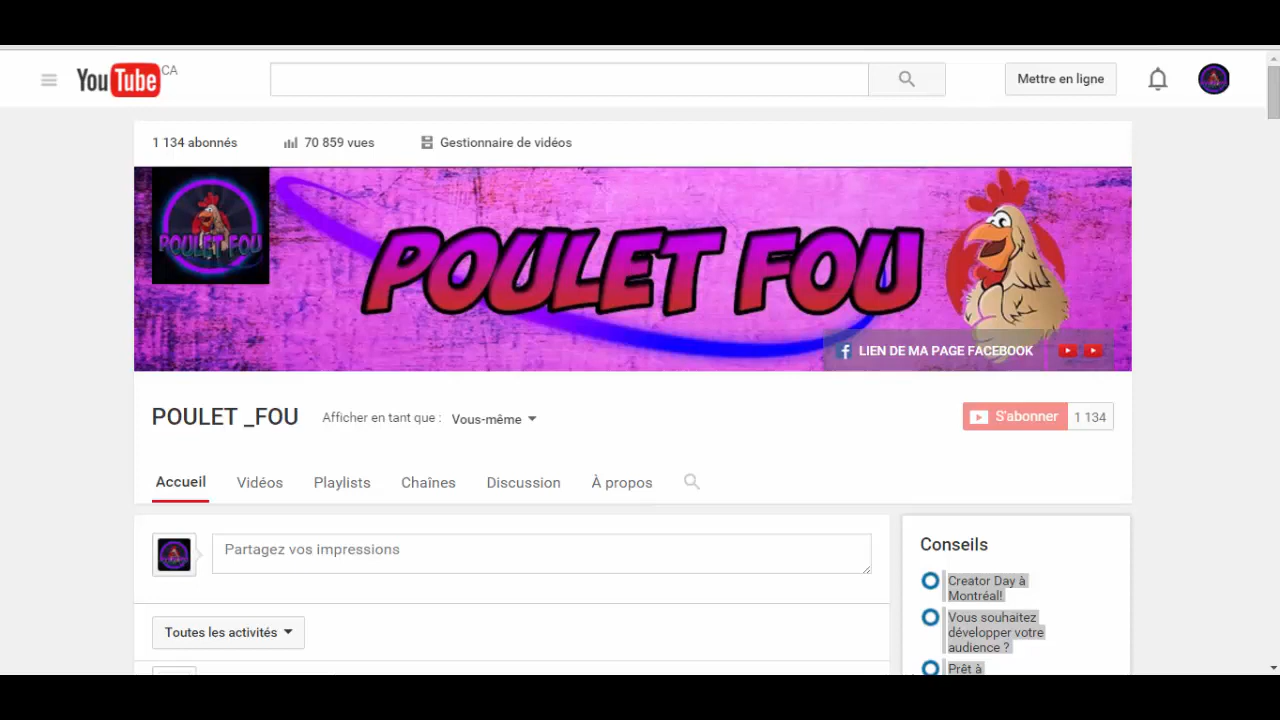 YouTube CA
Mettre en ligne
1 134 abonnés
70 859 vues
Gestionnaire de vidéos
POULET FOU
POULET FOU
LIEN DE MA PAGE FACEBOOK
POULET _FOU
Afficher en tant que :
Vous-même
S'abonner
1 134
Accueil
Vidéos
Playlists
Chaînes
Discussion
À propos
Partagez vos impressions
Toutes les activités
Conseils
Creator Day à
Montréal!
Vous souhaitez
développer votre
audience ?
Prêt à